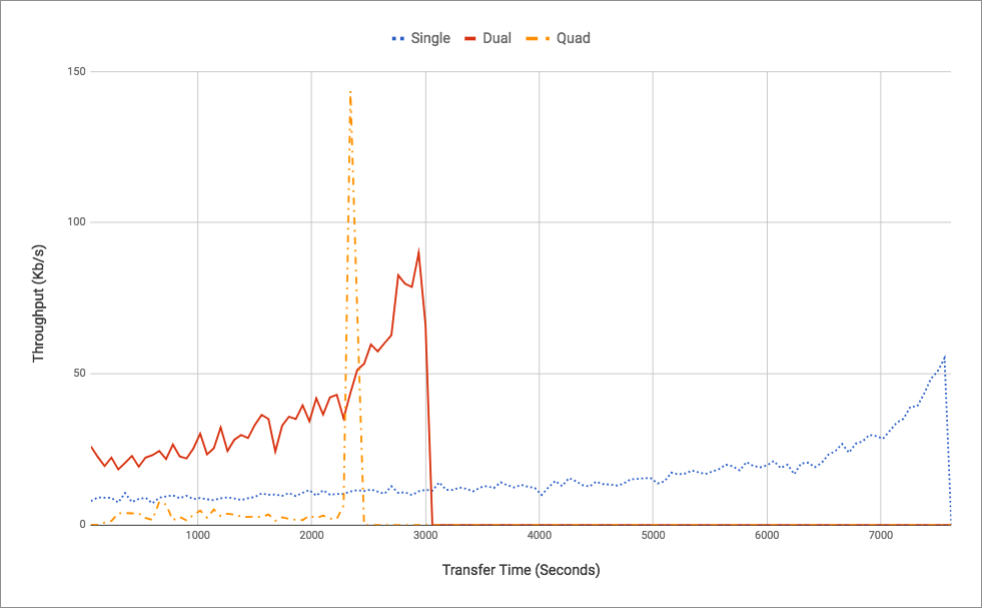 Single Dual Quad
150
100
50
0
Throughput (Kb/s)
1000 2000 3000 4000 5000 6000 7000
Transfer Time (Seconds)